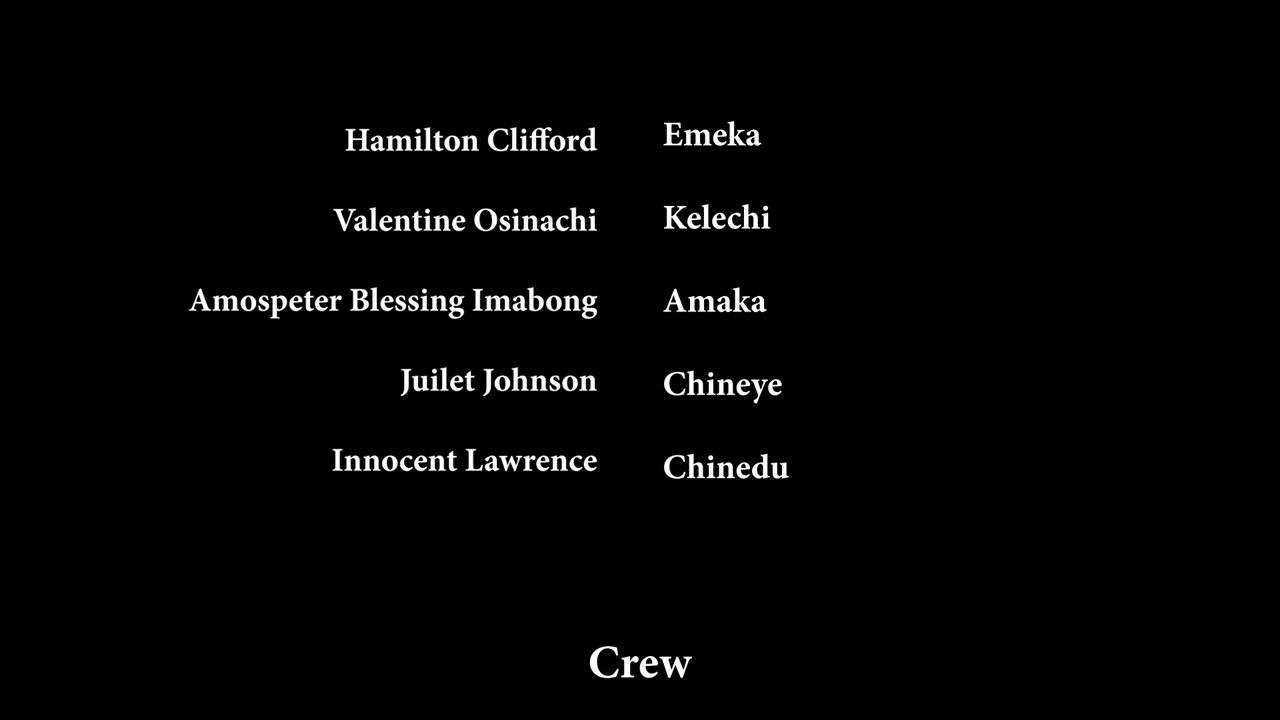 Hamilton Clifford Emeka
Valentine Osinachi Kelechi
Amospeter Blessing Imabong Amaka
Juilet Johnson Chineye
Innocent Lawrence Chinedu
Crew